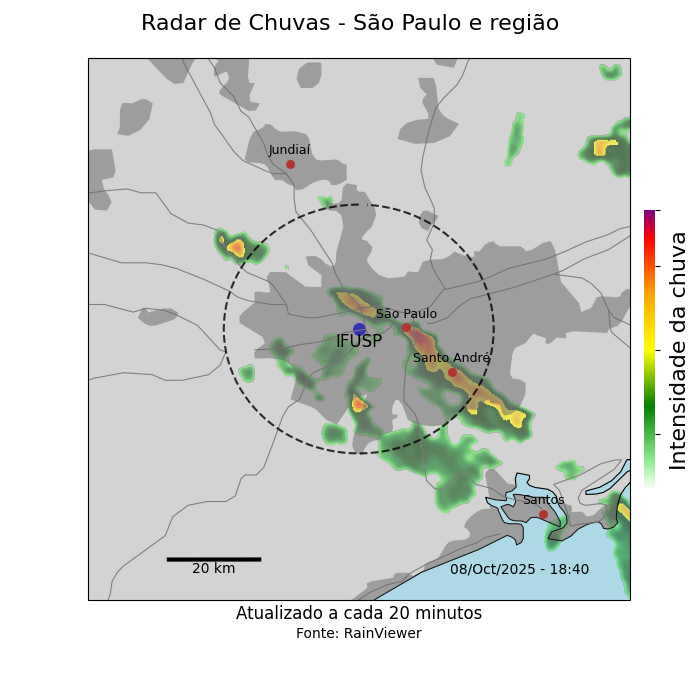 Radar de Chuvas - São Paulo e região
Jundiaí
São Paulo
IFUSP
Santo André
Santos
20 km
08/Oct/2025 - 18:40
Intensidade da chuva
Atualizado a cada 20 minutos
Fonte: RainViewer